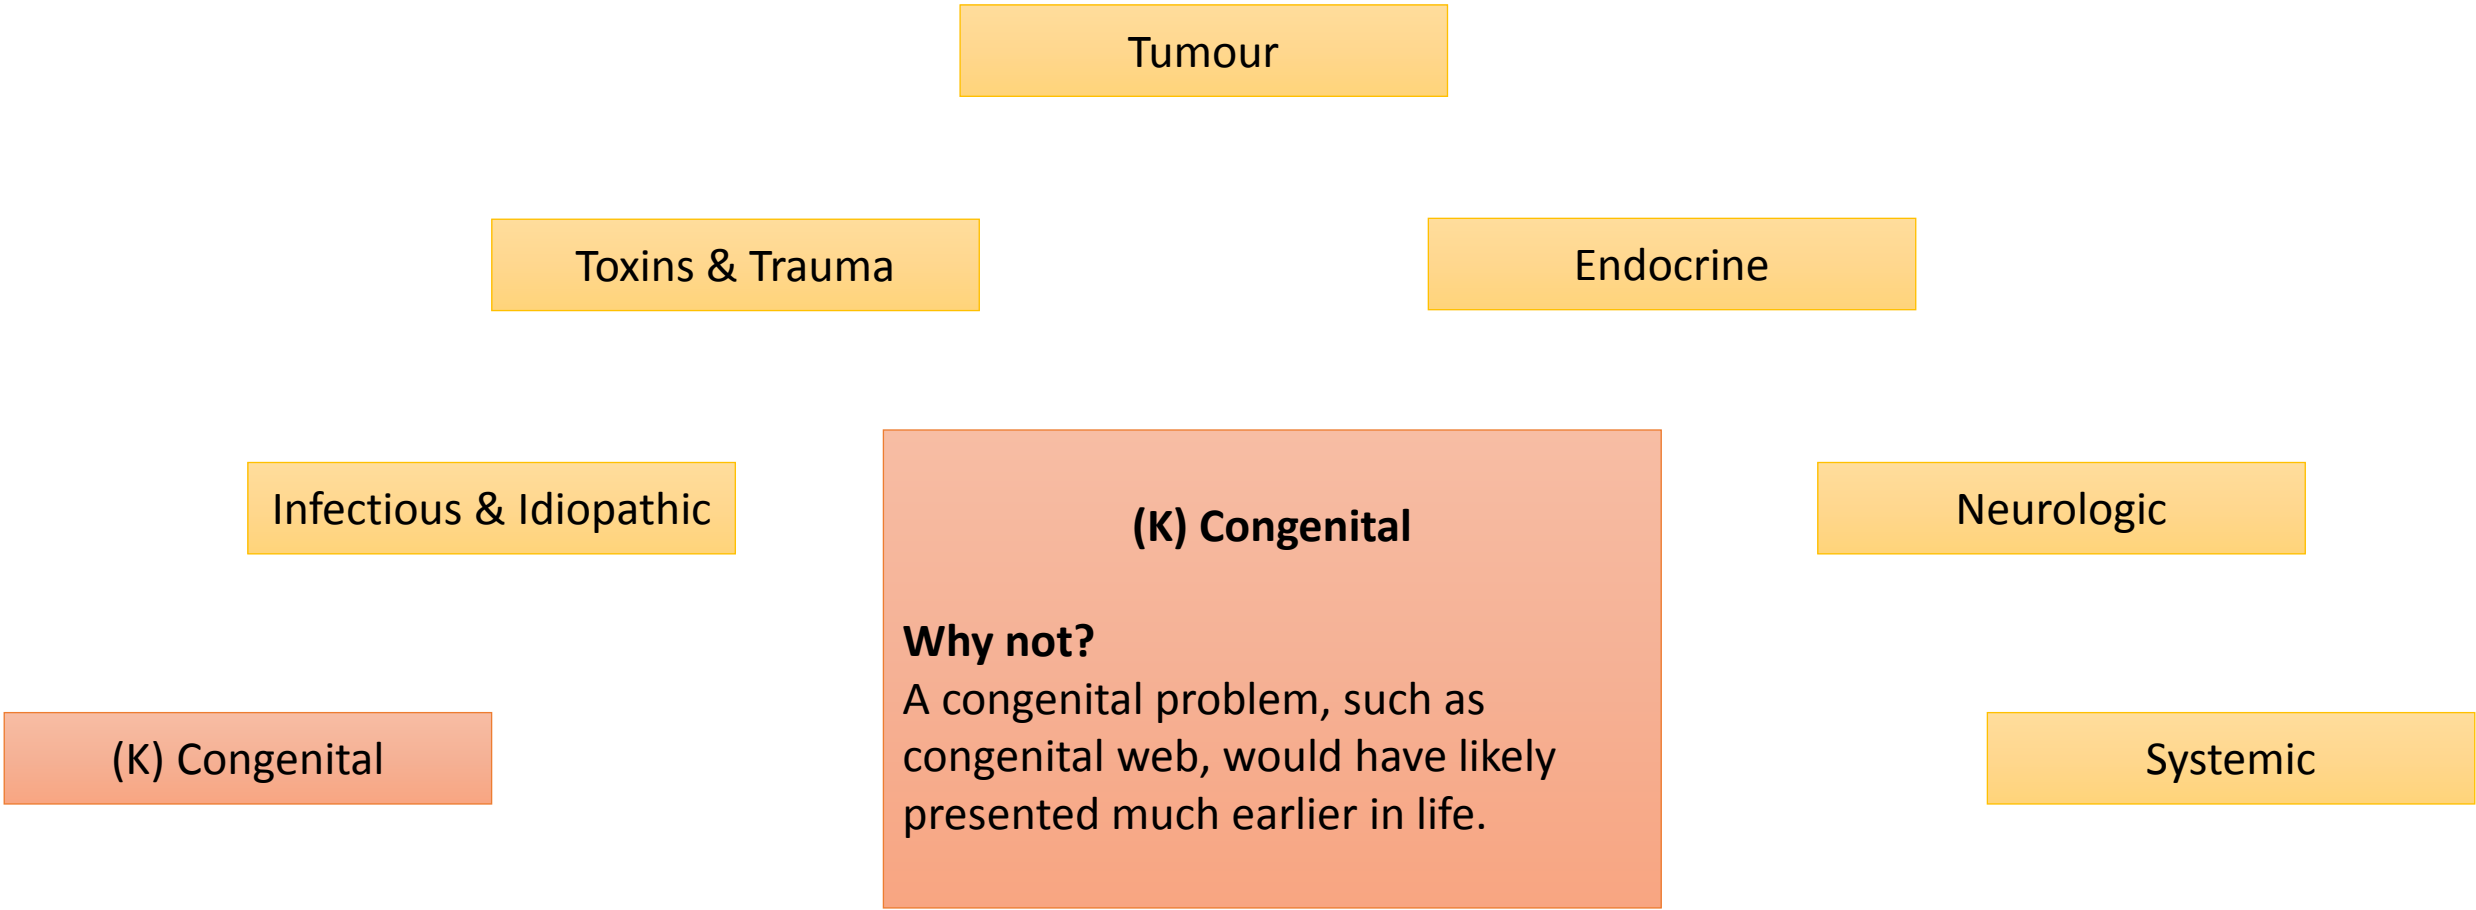 Tumour
Toxins & Trauma
Endocrine
Infectious & Idiopathic
Neurologic
(K) Congenital
Why not?
A congenital problem, such as
congenital web, would have likely
presented much earlier in life.
(K) Congenital
Systemic